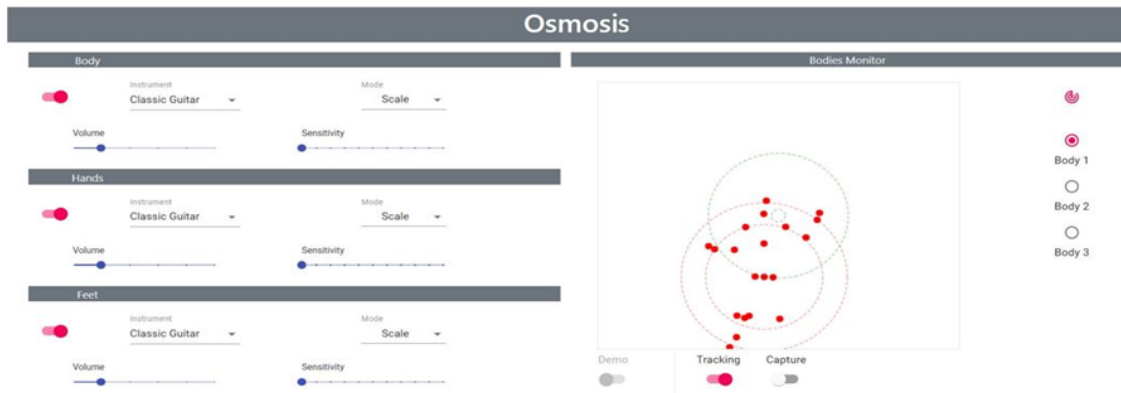 Osmosis
Body
Instrument Mode
Classic Guitar Scale
Volume Sensitivity
Hands
Instrument Mode
Classic Guitar Scale
Volume Sensitivity
Feet
Instrument Mode
Classic Guitar Scale
Volume Sensitivity
Bodies Monitor
Body 1
Body 2
Body 3
Demo Tracking Capture